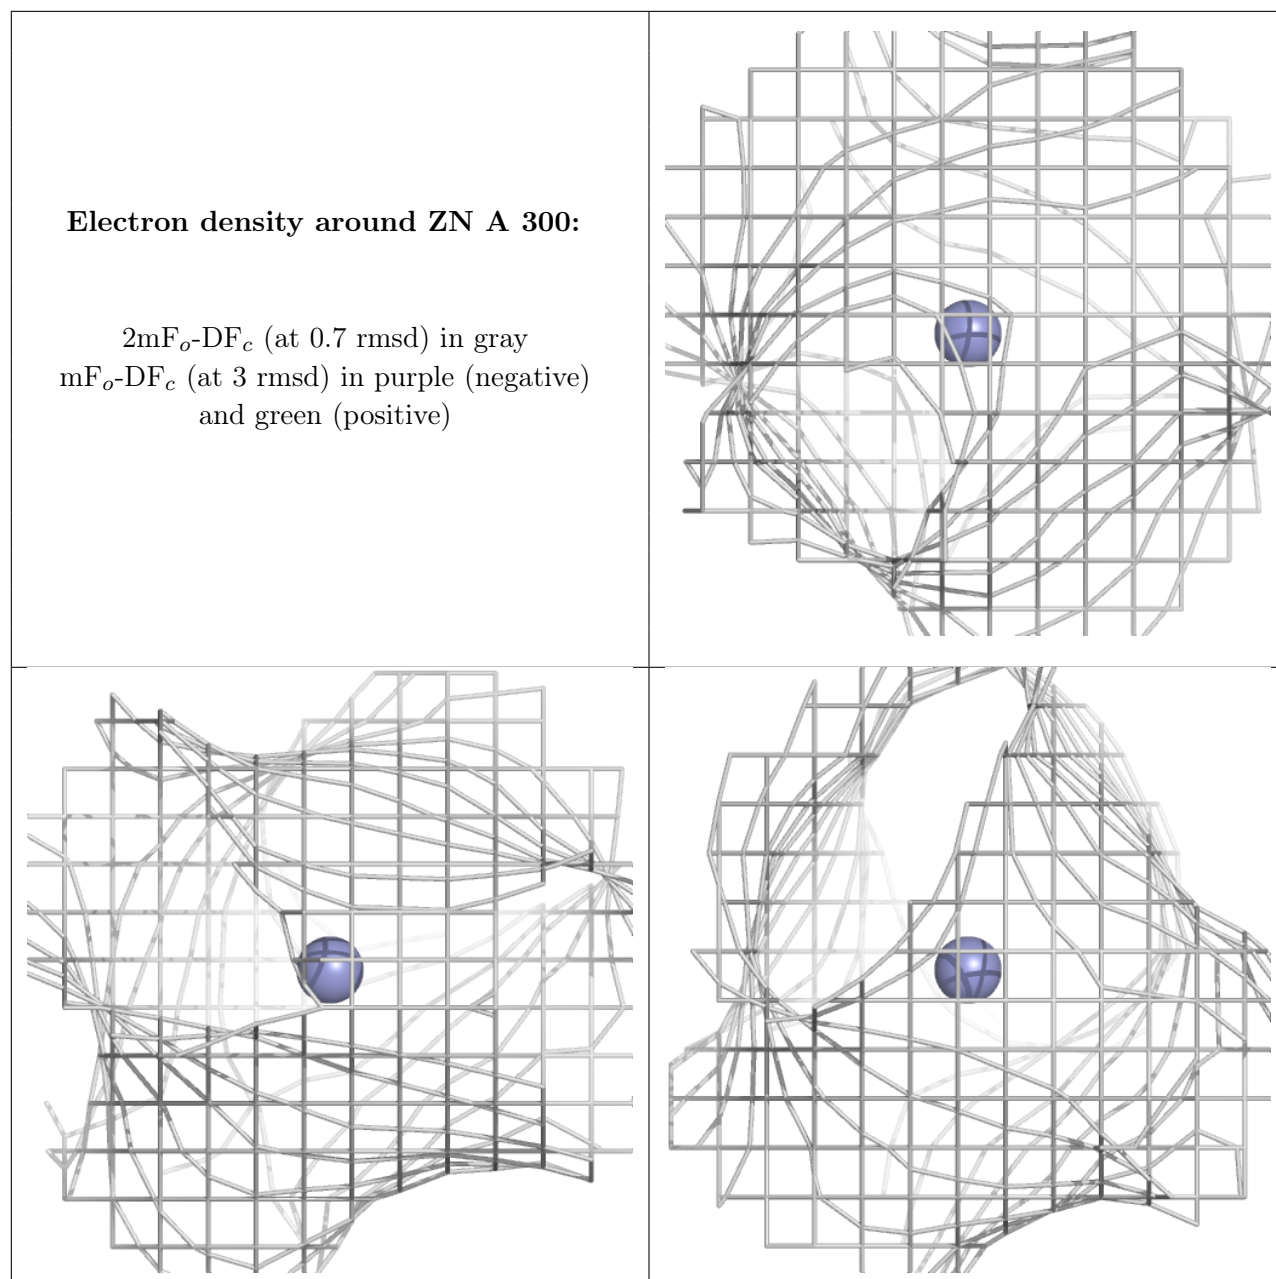 Electron density around ZN A 300:
2mFo-DFc (at 0.7 rmsd) in gray
mFo-DFc (at 3 rmsd) in purple (negative)
and green (positive)